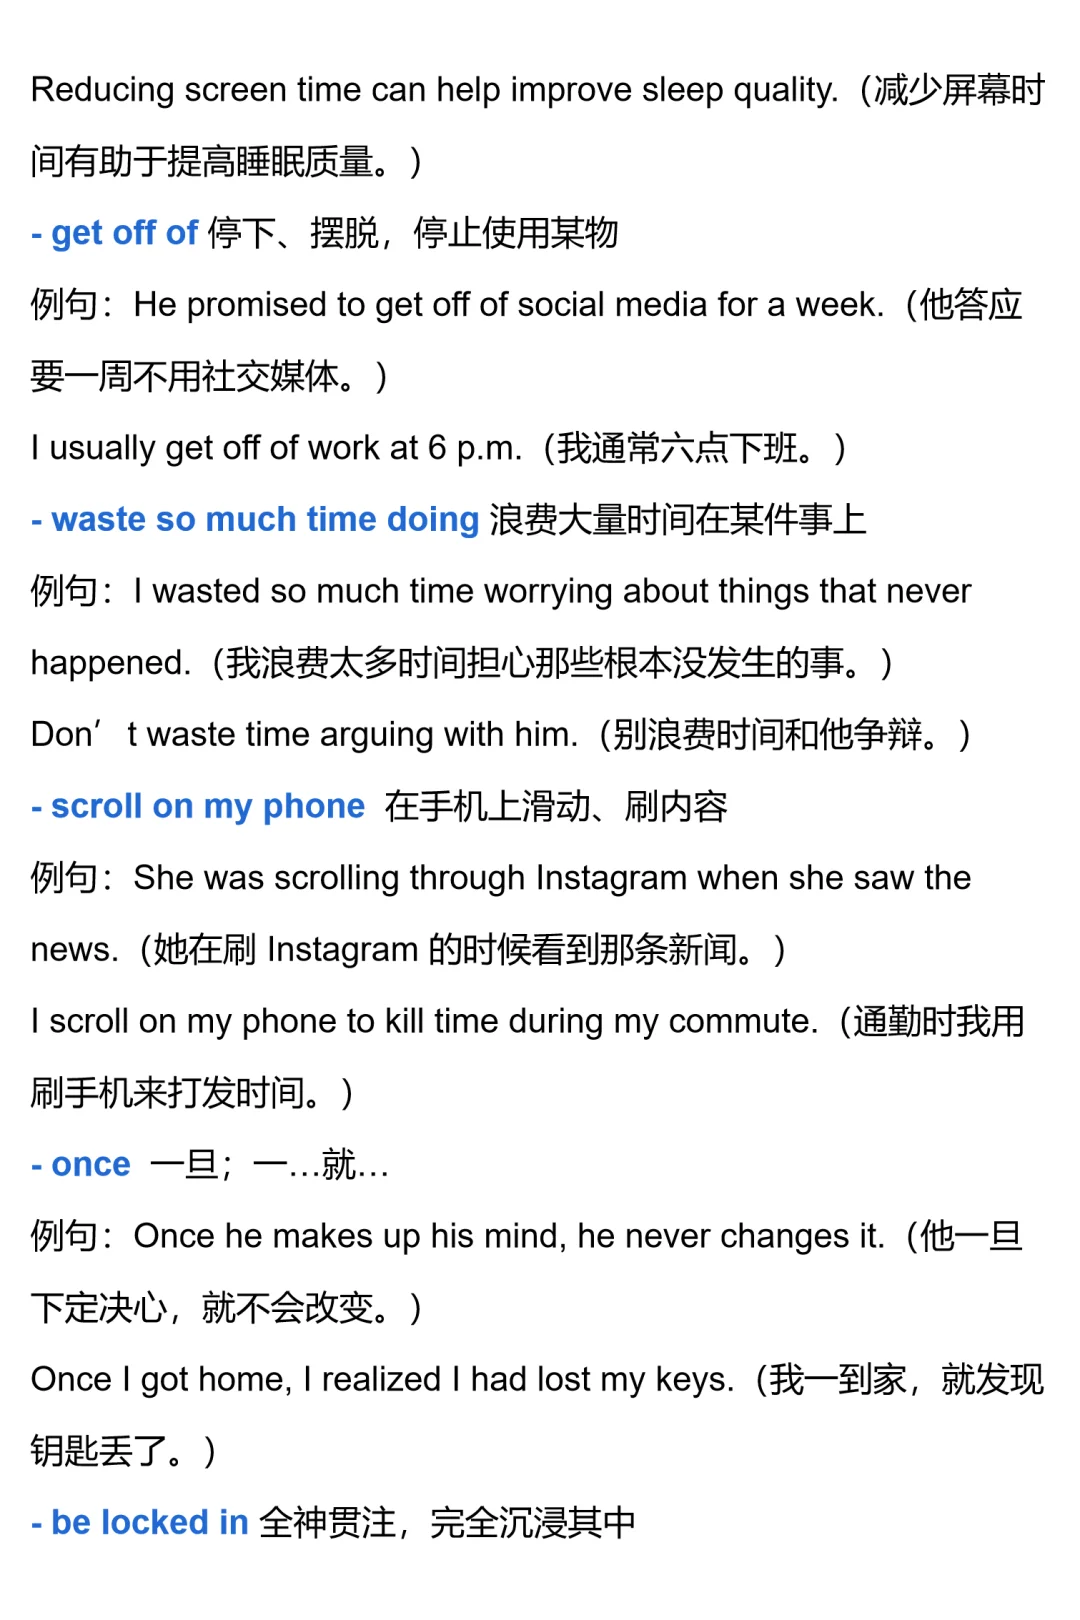 Reducing screen time can help improve sleep quality.（减少屏幕时
间有助于提高睡眠质量。）
- get off of 停下、摆脱，停止使用某物
例句：He promised to get off of social media for a week.（他答应
要一周不用社交媒体。）
I usually get off of work at 6 p.m.（我通常六点下班。）
- waste so much time doing 浪费大量时间在某件事上
例句：I wasted so much time worrying about things that never
happened.（我浪费太多时间担心那些根本没发生的事。）
Don’t waste time arguing with him.（别浪费时间和他争辩。）
- scroll on my phone 在手机上滑动、刷内容
例句：She was scrolling through Instagram when she saw the
news.（她在刷 Instagram 的时候看到那条新闻。）
I scroll on my phone to kill time during my commute.（通勤时我用
刷手机来打发时间。）
- once 一旦；一…就…
例句：Once he makes up his mind, he never changes it.（他一旦
下定决心，就不会改变。）
Once I got home, I realized I had lost my keys.（我一到家，就发现
钥匙丢了。）
- be locked in 全神贯注，完全沉浸其中